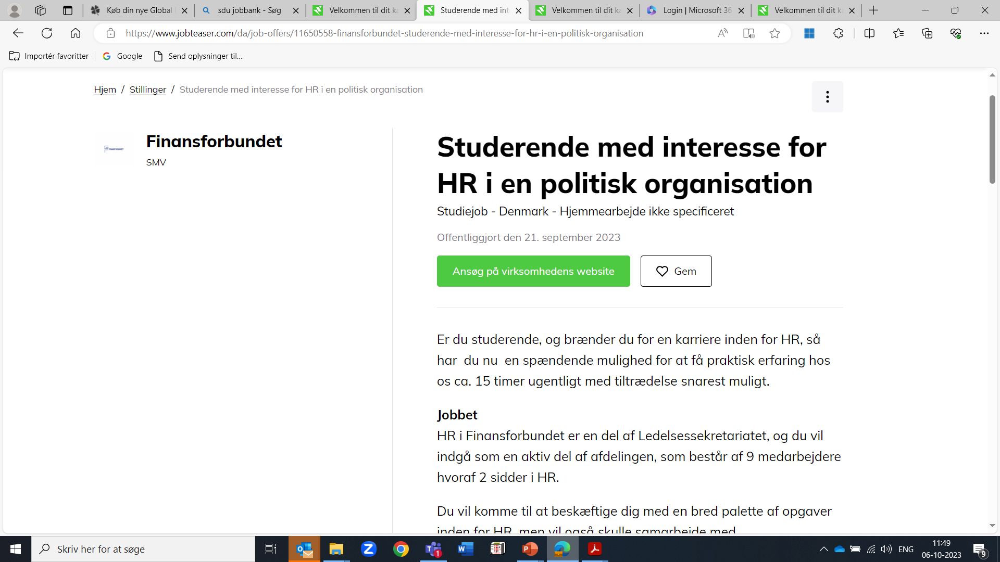 Køb din nye Global
sdu jobbank - Søg
Velkommen til dit ka
Studerende med int
Velkommen til dit ka
Login | Microsoft 36
Velkommen til dit ka
https://www.jobteaser.com/da/job-offers/11650558-finansforbundet-studerende-med-interesse-for-hr-i-en-politisk-organisation
Importér favoritter
Google
Send oplysninger til...
Hjem / Stillinger / Studerende med interesse for HR i en politisk organisation
FINANSFORBUNDET
Finansforbundet
SMV
Studerende med interesse for
HR i en politisk organisation
Studiejob - Denmark - Hjemmearbejde ikke specificeret
Offentliggjort den 21. september 2023
Ansøg på virksomhedens website
Gem
Er du studerende, og brænder du for en karriere inden for HR, så
har du nu en spændende mulighed for at få praktisk erfaring hos
os ca. 15 timer ugentligt med tiltrædelse snarest muligt.
Jobbet
HR i Finansforbundet er en del af Ledelsessekretariatet, og du vil
indgå som en aktiv del af afdelingen, som består af 9 medarbejdere
hvoraf 2 sidder i HR.
Du vil komme til at beskæftige dig med en bred palette af opgaver
inden for HR, men vil også skulle samarbejde med
Skriv her for at søge
ENG
11:49
06-10-2023
9